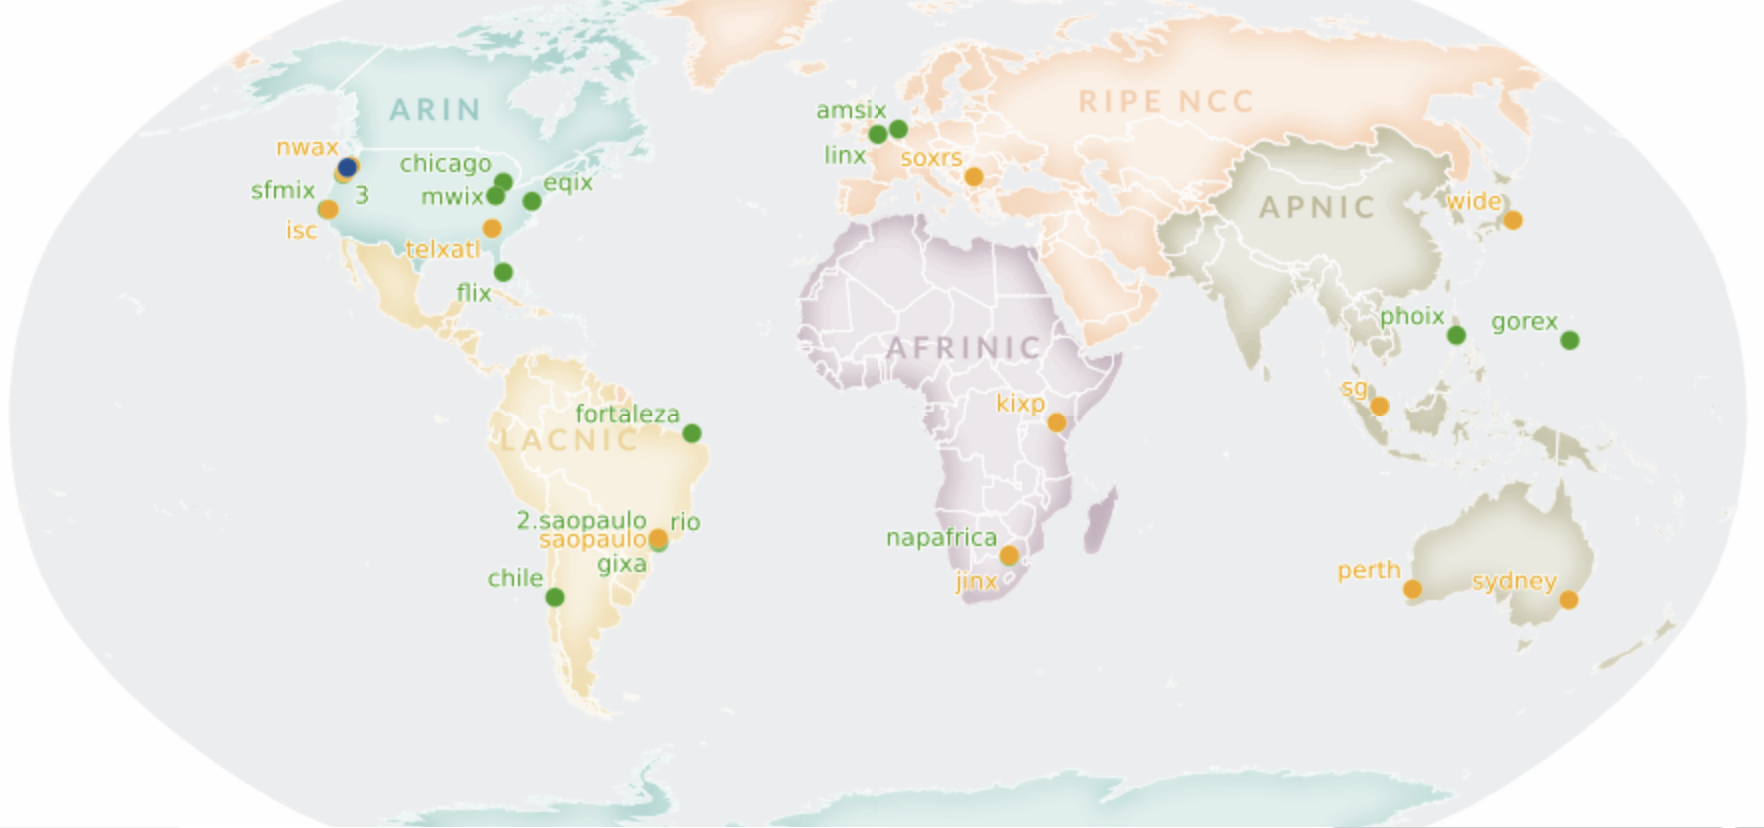 ARIN
RIPE NCC
amsix
linx
soxrs
nwax
chicago
sfmix
3
mwix
eqix
isc
telxatl
flix
APNIC
wide
AFRINIC
phoix
gorex
sg
kixp
fortaleza
LACNIC
2.saopaulo
rio
saopaulo
gixa
chile
napafrica
jinx
perth
sydney